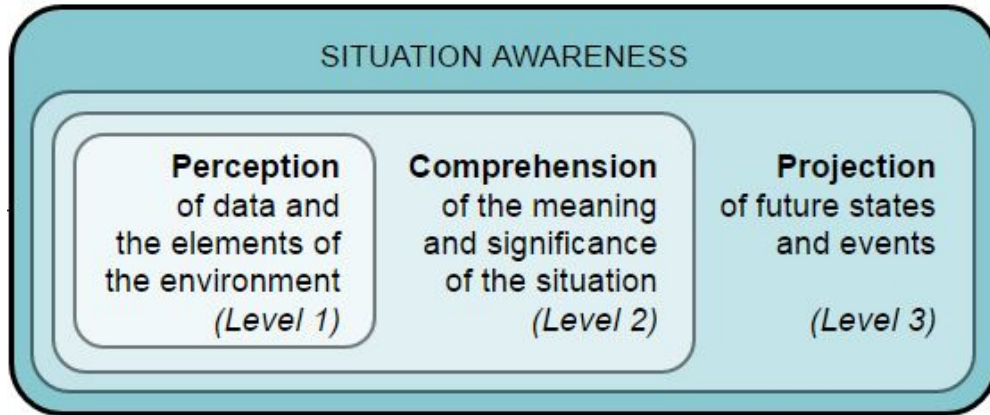 SITUATION AWARENESS
Perception
of data and
the elements of
the environment
(Level 1)
Comprehension
of the meaning
and significance
of the situation
(Level 2)
Projection
of future states
and events
(Level 3)